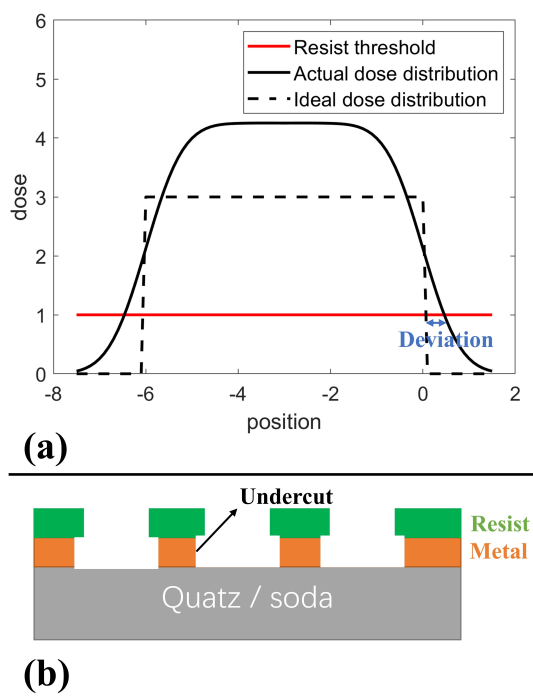 6
Resist threshold
Actual dose distribution
Ideal dose distribution
5
4
3
2
1
0
dose
Deviation
-8 -6 -4 -2 0 2
position
(a)
Undercut
Resist
Metal
Quatz / soda
(b)